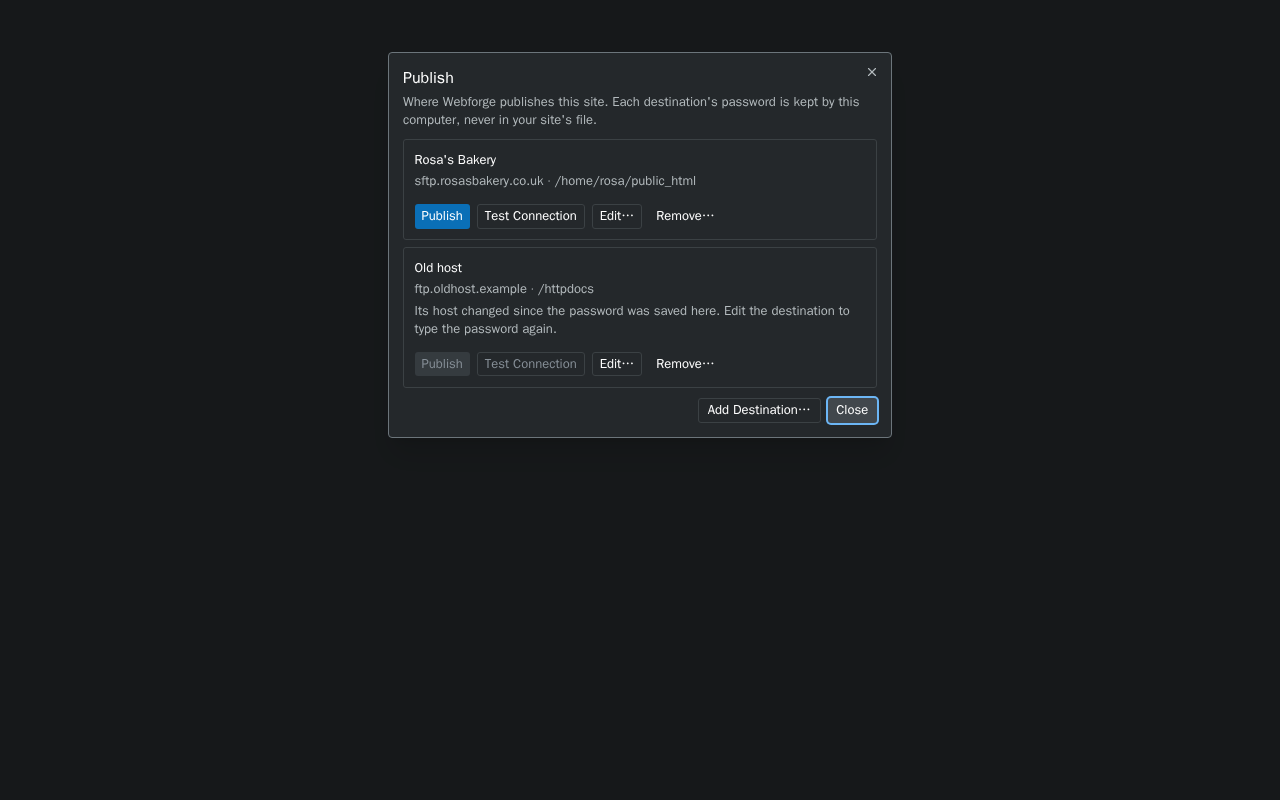 Publish
×
Where Webforge publishes this site. Each destination's password is kept by this
computer, never in your site's file.
Rosa's Bakery
sftp.rosasbakery.co.uk · /home/rosa/public_html
Publish Test Connection Edit… Remove…
Old host
ftp.oldhost.example · /httpdocs
Its host changed since the password was saved here. Edit the destination to
type the password again.
Publish Test Connection Edit… Remove…
Add Destination… Close